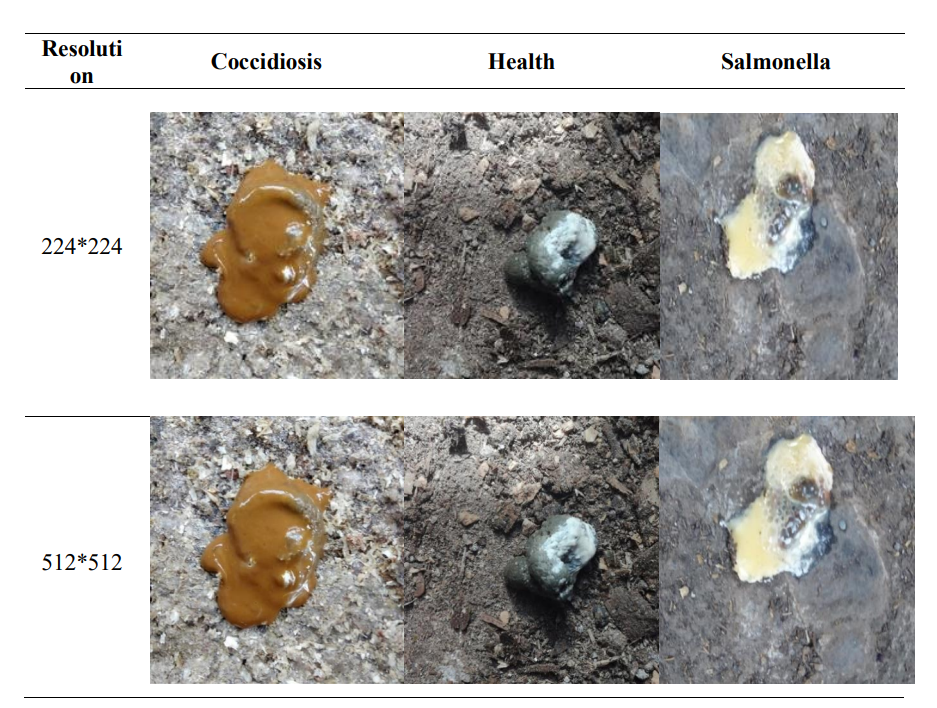 Resoluti
on
Coccidiosis
Health
Salmonella
224*224
512*512